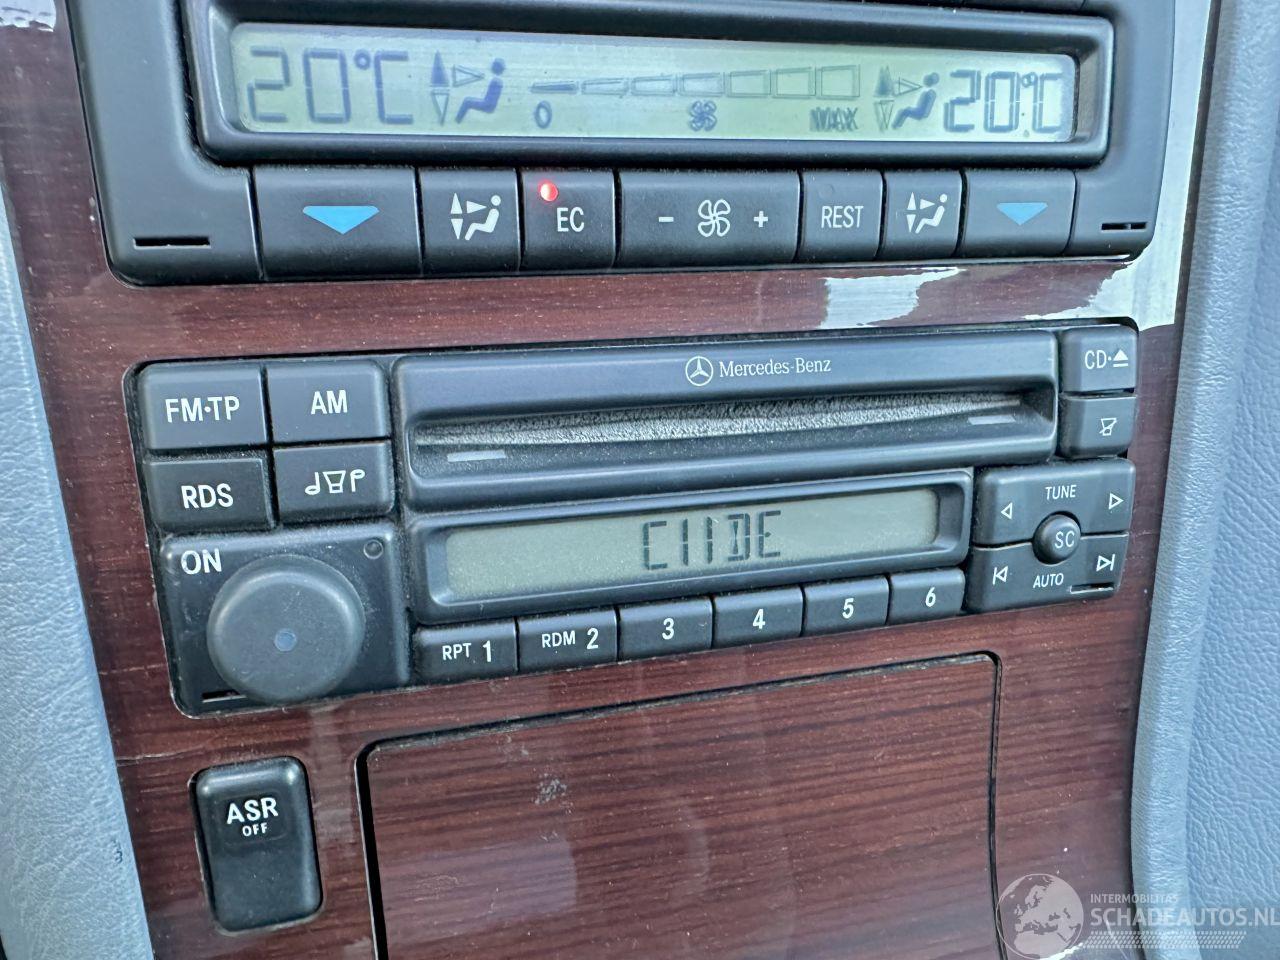 20°C 0 MAX 20°C
EC - + REST
Mercedes-Benz
CD
FM·TP AM
RDS
TUNE
SC
AUTO
ON
RPT 1 RDM 2 3 4 5 6
ASR
OFF
INTERMOBILITAS
SCHADEAUTOS.NL